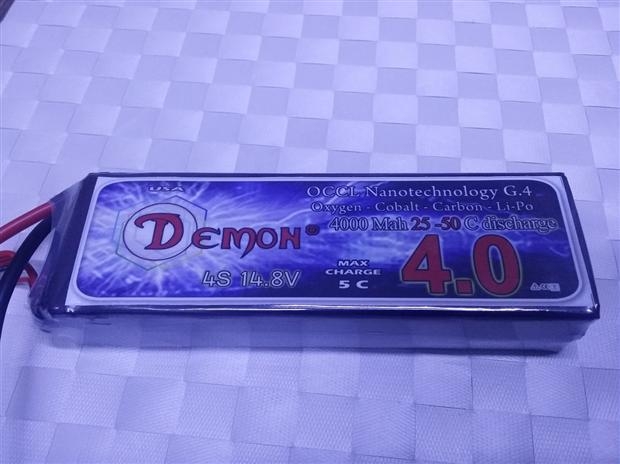 USA
DEMON®
4S 14.8V
OCCL Nanotechnology G.4
Oxygen - Cobalt - Carbon - Li-Po
4000 Mah 25 -50 C discharge
MAX
CHARGE
5 C
4.0